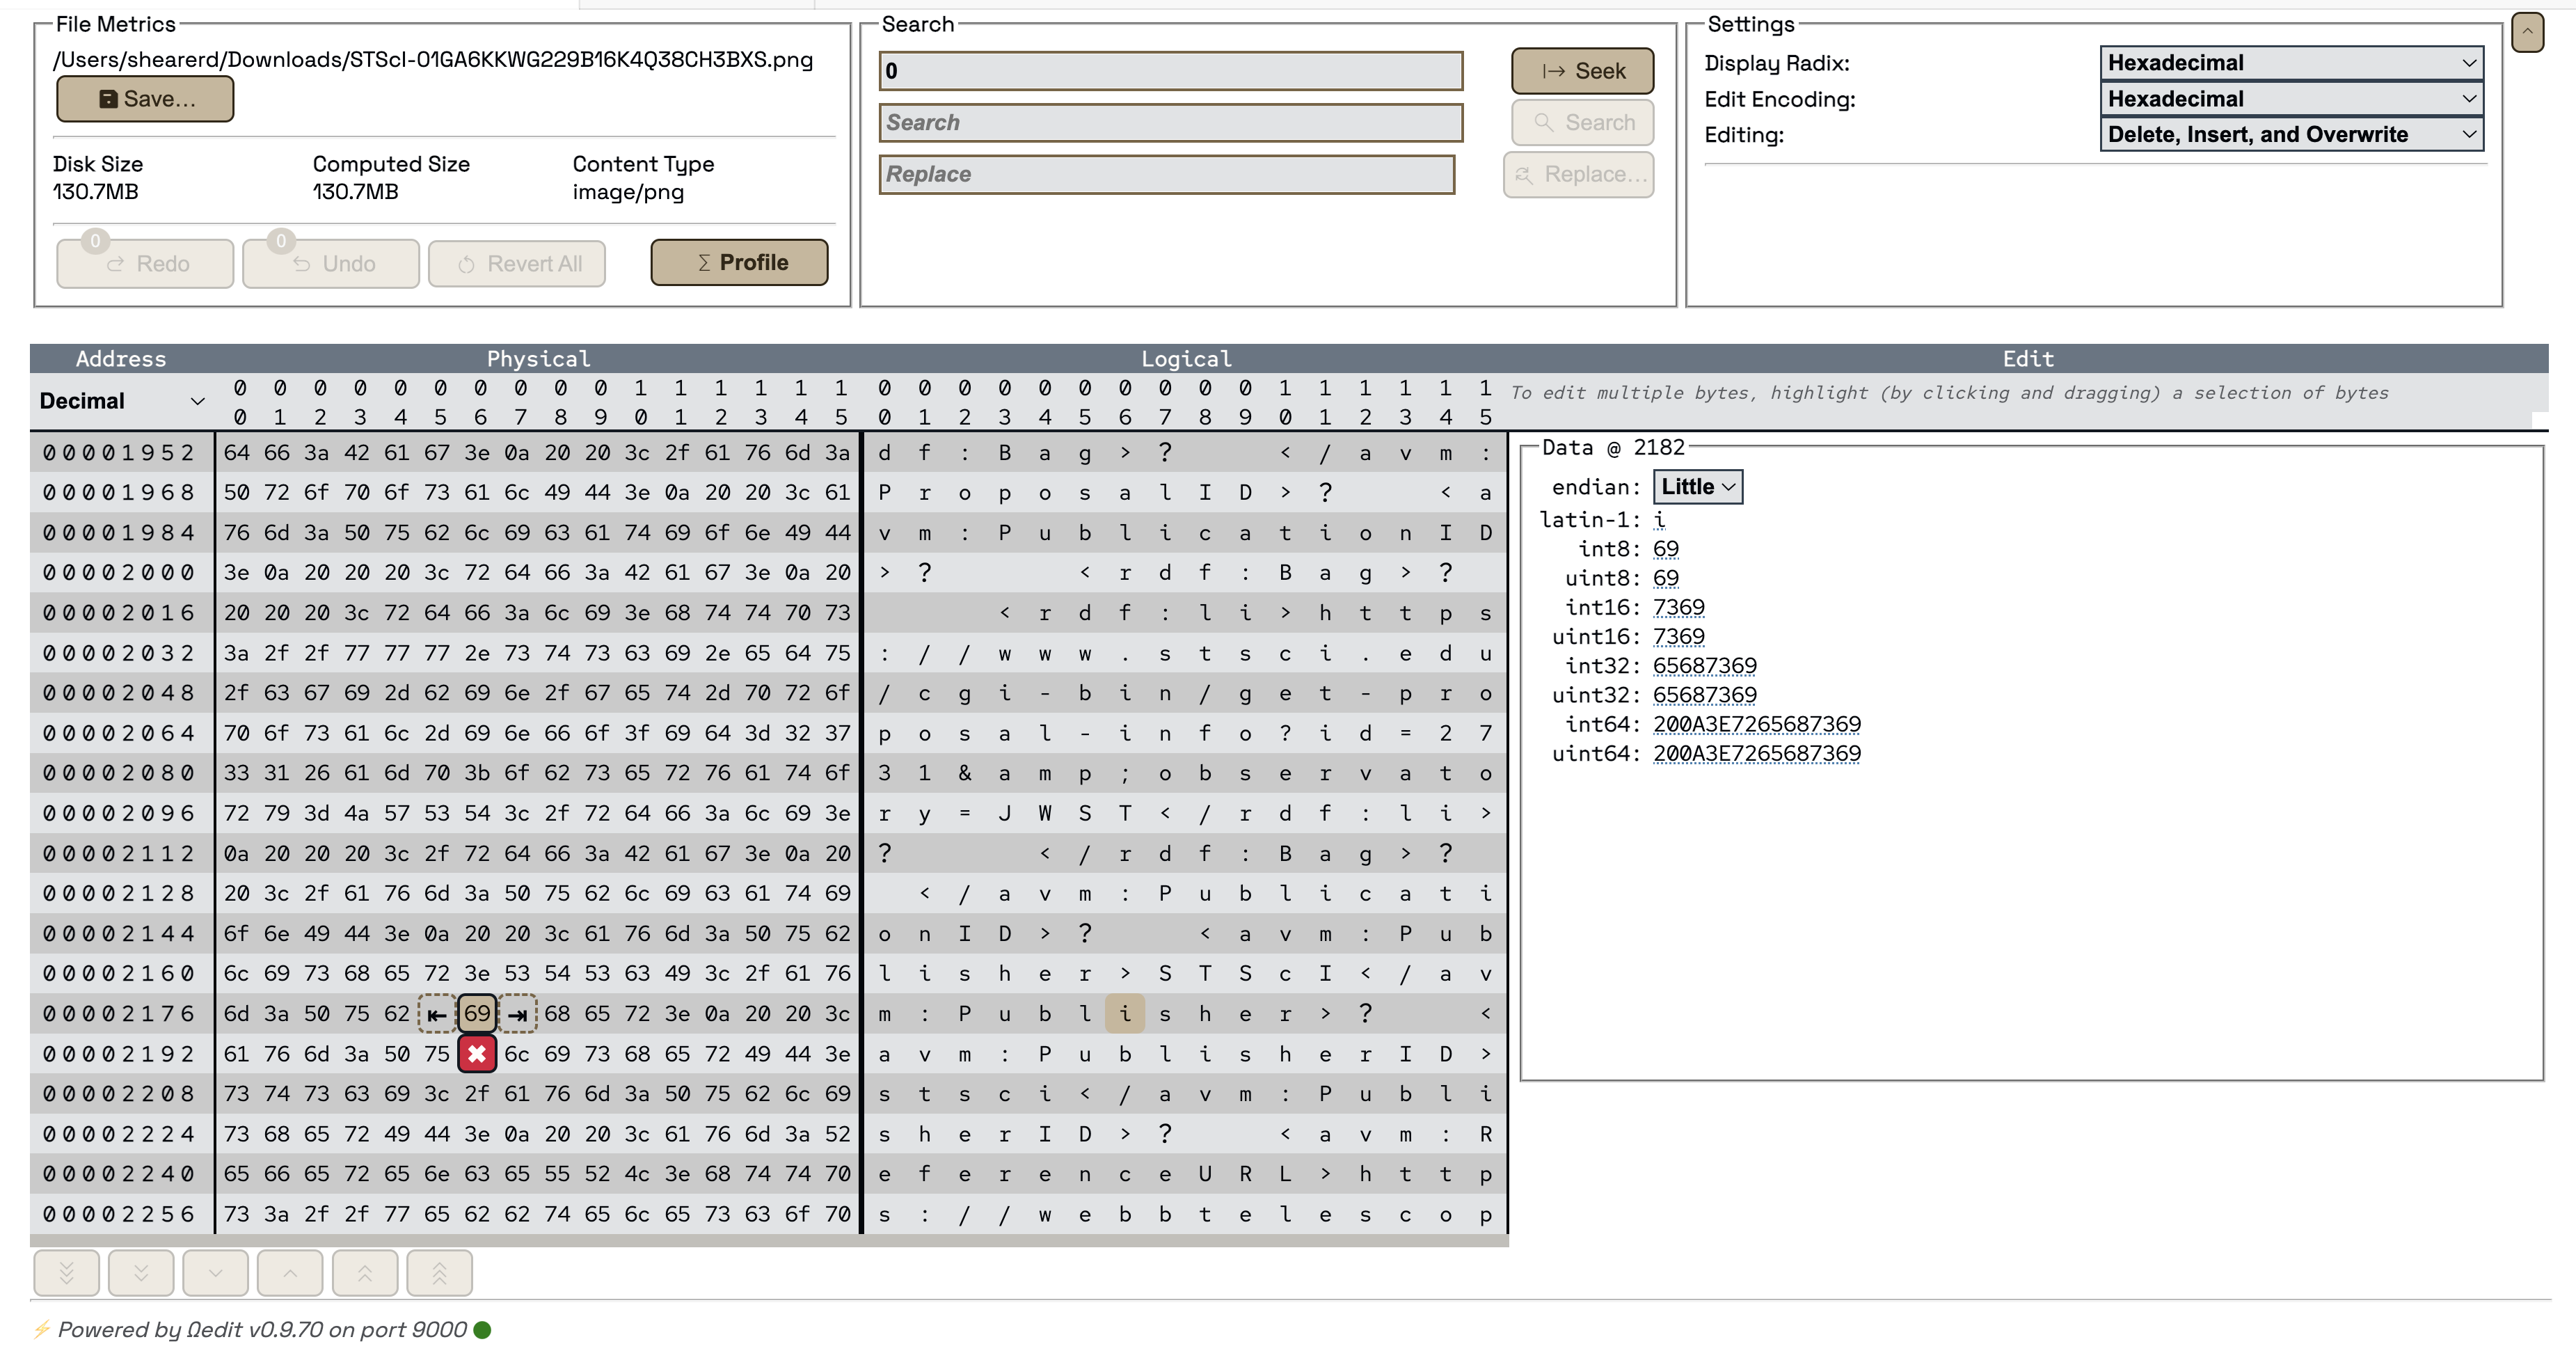 File Metrics
/Users/shearerd/Downloads/STScI-01GA6KKWG229B16K4Q38CH3BXS.png
Save...
Disk Size Computed Size Content Type
130.7MB 130.7MB image/png
0 Redo 0 Undo Revert All Σ Profile
Search
0 Seek
Search Search
Replace Replace...
Settings
Display Radix: Hexadecimal
Edit Encoding: Hexadecimal
Editing: Delete, Insert, and Overwrite
Address Physical Logical Edit
Decimal 00 01 02 03 04 05 06 07 08 09 10 11 12 13 14 15 00 01 02 03 04 05 06 07 08 09 10 11 12 13 14 15 To edit multiple bytes, highlight (by clicking and dragging) a selection of bytes
00001952 64 66 3a 42 61 67 3e 0a 20 20 3c 2f 61 76 6d 3a d f : B a g > ? < / a v m :
00001968 50 72 6f 70 6f 73 61 6c 49 44 3e 0a 20 20 3c 61 P r o p o s a l I D > ? < a
00001984 76 6d 3a 50 75 62 6c 69 63 61 74 69 6f 6e 49 44 v m : P u b l i c a t i o n I D
00002000 3e 0a 20 20 20 3c 72 64 66 3a 42 61 67 3e 0a 20 > ? < r d f : B a g > ?
00002016 20 20 20 3c 72 64 66 3a 6c 69 3e 68 74 74 70 73 < r d f : l i > h t t p s
00002032 3a 2f 2f 77 77 77 2e 73 74 73 63 69 2e 65 64 75 : / / w w w . s t s c i . e d u
00002048 2f 63 67 69 2d 62 69 6e 2f 67 65 74 2d 70 72 6f / c g i - b i n / g e t - p r o
00002064 70 6f 73 61 6c 2d 69 6e 66 6f 3f 69 64 3d 32 37 p o s a l - i n f o ? i d = 2 7
00002080 33 31 26 61 6d 70 3b 6f 62 73 65 72 76 61 74 6f 3 1 & a m p ; o b s e r v a t o
00002096 72 79 3d 4a 57 53 54 3c 2f 72 64 66 3a 6c 69 3e r y = J W S T < / r d f : l i >
00002112 0a 20 20 20 3c 2f 72 64 66 3a 42 61 67 3e 0a 20 ? < / r d f : B a g > ?
00002128 20 3c 2f 61 76 6d 3a 50 75 62 6c 69 63 61 74 69 < / a v m : P u b l i c a t i
00002144 6f 6e 49 44 3e 0a 20 20 3c 61 76 6d 3a 50 75 62 o n I D > ? < a v m : P u b
00002160 6c 69 73 68 65 72 3e 53 54 53 63 49 3c 2f 61 76 l i s h e r > S T S c I < / a v
00002176 6d 3a 50 75 62 69 68 65 72 3e 0a 20 20 3c m : P u b l i s h e r > ? <
00002192 61 76 6d 3a 50 75 6c 69 73 68 65 72 49 44 3e a v m : P u b l i s h e r I D >
00002208 73 74 73 63 69 3c 2f 61 76 6d 3a 50 75 62 6c 69 s t s c i < / a v m : P u b l i
00002224 73 68 65 72 49 44 3e 0a 20 20 3c 61 76 6d 3a 52 s h e r I D > ? < a v m : R
00002240 65 66 65 72 65 6e 63 65 55 52 4c 3e 68 74 74 70 e f e r e n c e U R L > h t t p
00002256 73 3a 2f 2f 77 65 62 62 74 65 6c 65 73 63 6f 70 s : / / w e b b t e l e s c o p
Data @ 2182
endian: Little
latin-1: i
int8: 69
uint8: 69
int16: 7369
uint16: 7369
int32: 65687369
uint32: 65687369
int64: 200A3E7265687369
uint64: 200A3E7265687369
⚡ Powered by Ωedit v0.9.70 on port 9000